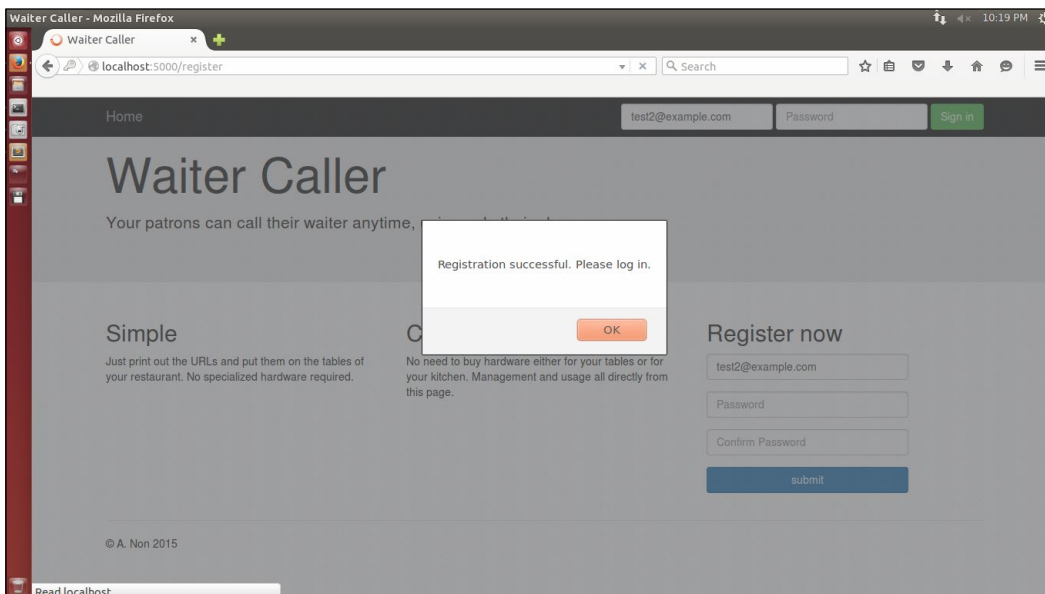 Waiter Caller - Mozilla Firefox
10:19 PM
Waiter Caller
localhost:5000/register
Search
Home
test2@example.com
Password
Sign in
Waiter Caller
Your patrons can call their waiter anytime,
Registration successful. Please log in.
OK
Simple
Just print out the URLs and put them on the tables of
your restaurant. No specialized hardware required.
C
No need to buy hardware either for your tables or for
your kitchen. Management and usage all directly from
this page.
Register now
test2@example.com
Password
Confirm Password
submit
© A. Non 2015
Read localhost